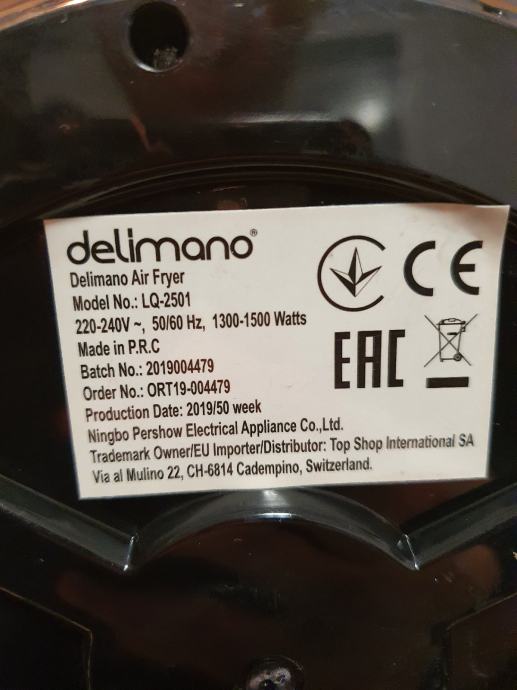 delimano®
Delimano Air Fryer
Model No.: LQ-2501
220-240V ~, 50/60 Hz, 1300-1500 Watts
Made in P.R.C
Batch No.: 2019004479
Order No.: ORT19-004479
Production Date: 2019/50 week
Ningbo Pershow Electrical Appliance Co.,Ltd.
Trademark Owner/EU Importer/Distributor: Top Shop International SA
Via al Mulino 22, CH-6814 Cadempino, Switzerland.
CE
EAC